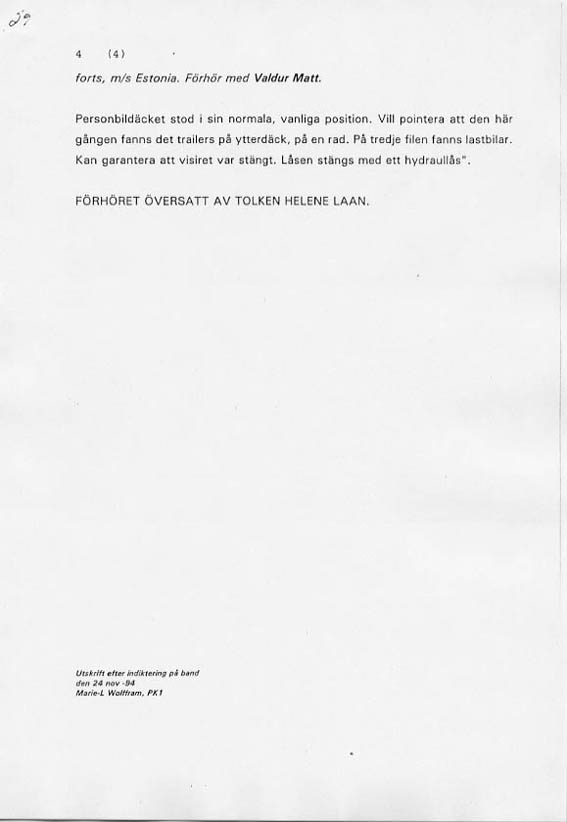 29
4 (4)
forts, m/s Estonia. Förhör med Valdur Matt.
Personbildäcket stod i sin normala, vanliga position. Vill pointera att den här
gången fanns det trailers på ytterdäck, på en rad. På tredje filen fanns lastbilar.
Kan garantera att visiret var stängt. Låsen stängs med ett hydraullås".
FÖRHÖRET ÖVERSATT AV TOLKEN HELENE LAAN.
Utskrift efter indiktering på band
den 24 nov -94
Marie-L Wolffram, PK1